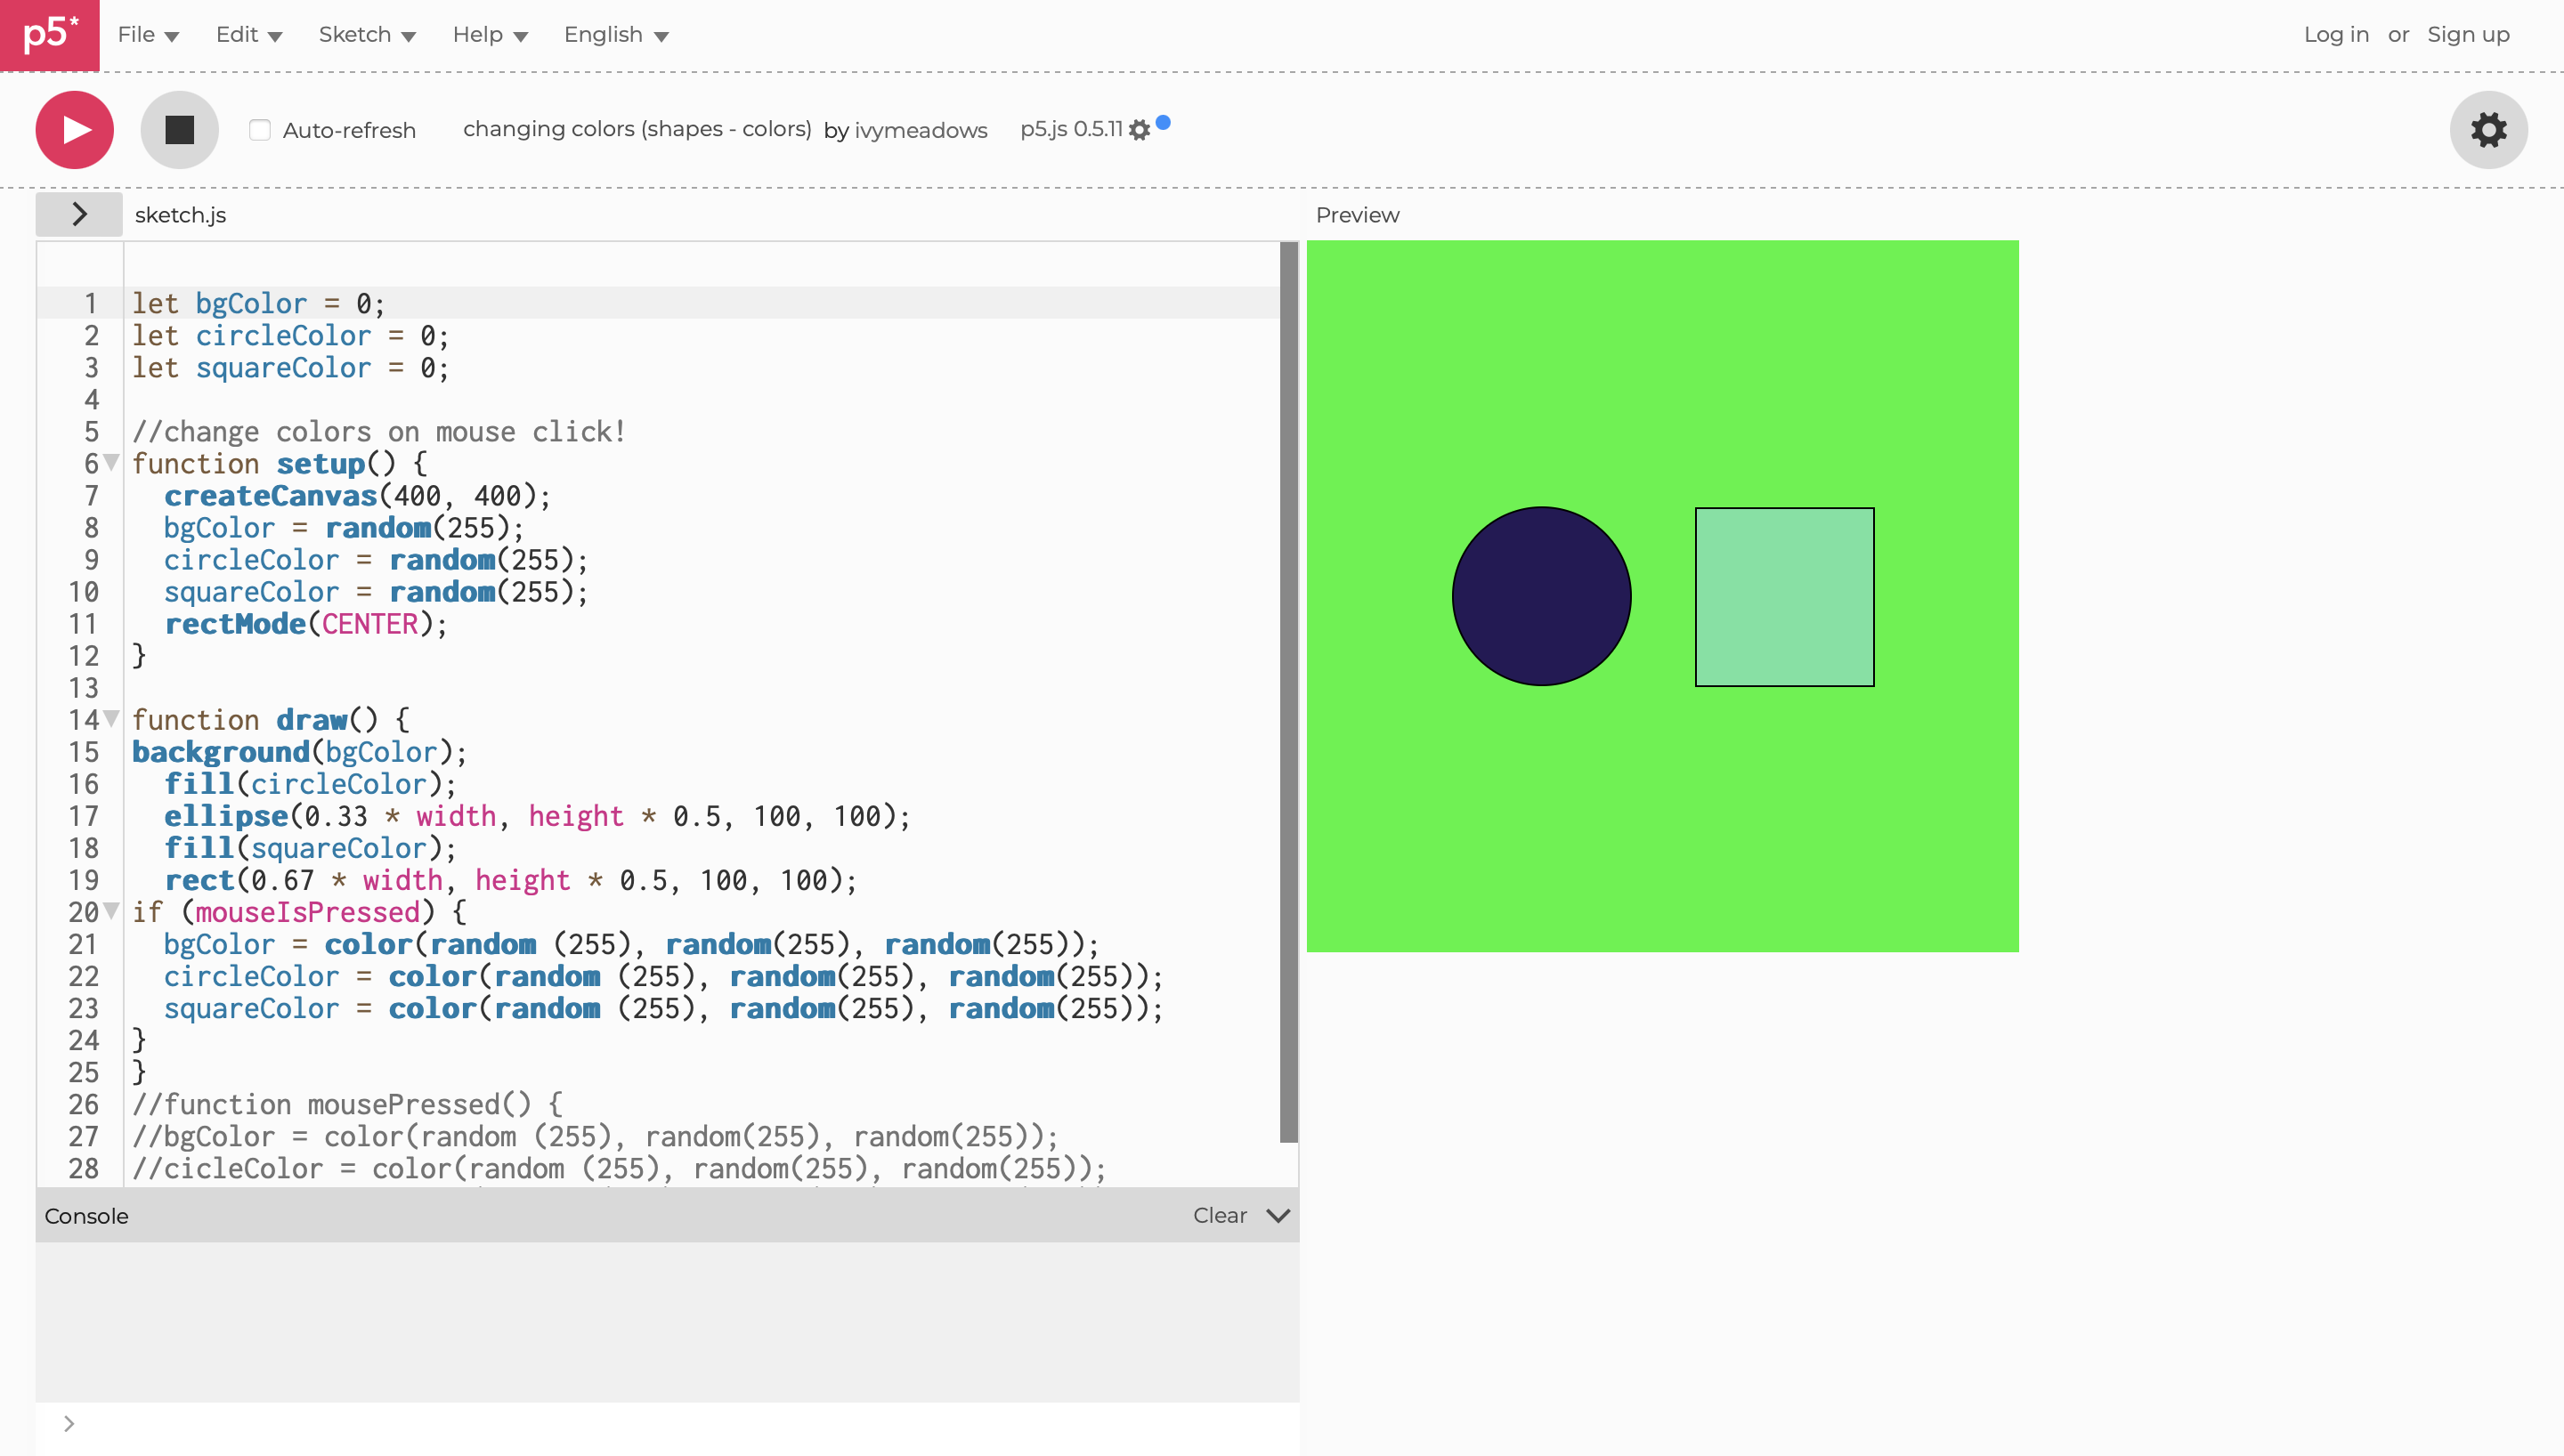 p5* File Edit Sketch Help English Log in or Sign up
Auto-refresh changing colors (shapes - colors) by ivymeadows p5.js 0.5.11
> sketch.js Preview
1 let bgColor = 0;
2 let circleColor = 0;
3 let squareColor = 0;
4
5 //change colors on mouse click!
6 function setup() {
7   createCanvas(400, 400);
8   bgColor = random(255);
9   circleColor = random(255);
10   squareColor = random(255);
11   rectMode(CENTER);
12 }
13
14 function draw() {
15 background(bgColor);
16   fill(circleColor);
17   ellipse(0.33 * width, height * 0.5, 100, 100);
18   fill(squareColor);
19   rect(0.67 * width, height * 0.5, 100, 100);
20 if (mouseIsPressed) {
21   bgColor = color(random (255), random(255), random(255));
22   circleColor = color(random (255), random(255), random(255));
23   squareColor = color(random (255), random(255), random(255));
24 }
25 }
26 //function mousePressed() {
27 //bgColor = color(random (255), random(255), random(255));
28 //cicleColor = color(random (255), random(255), random(255));
Console Clear
>